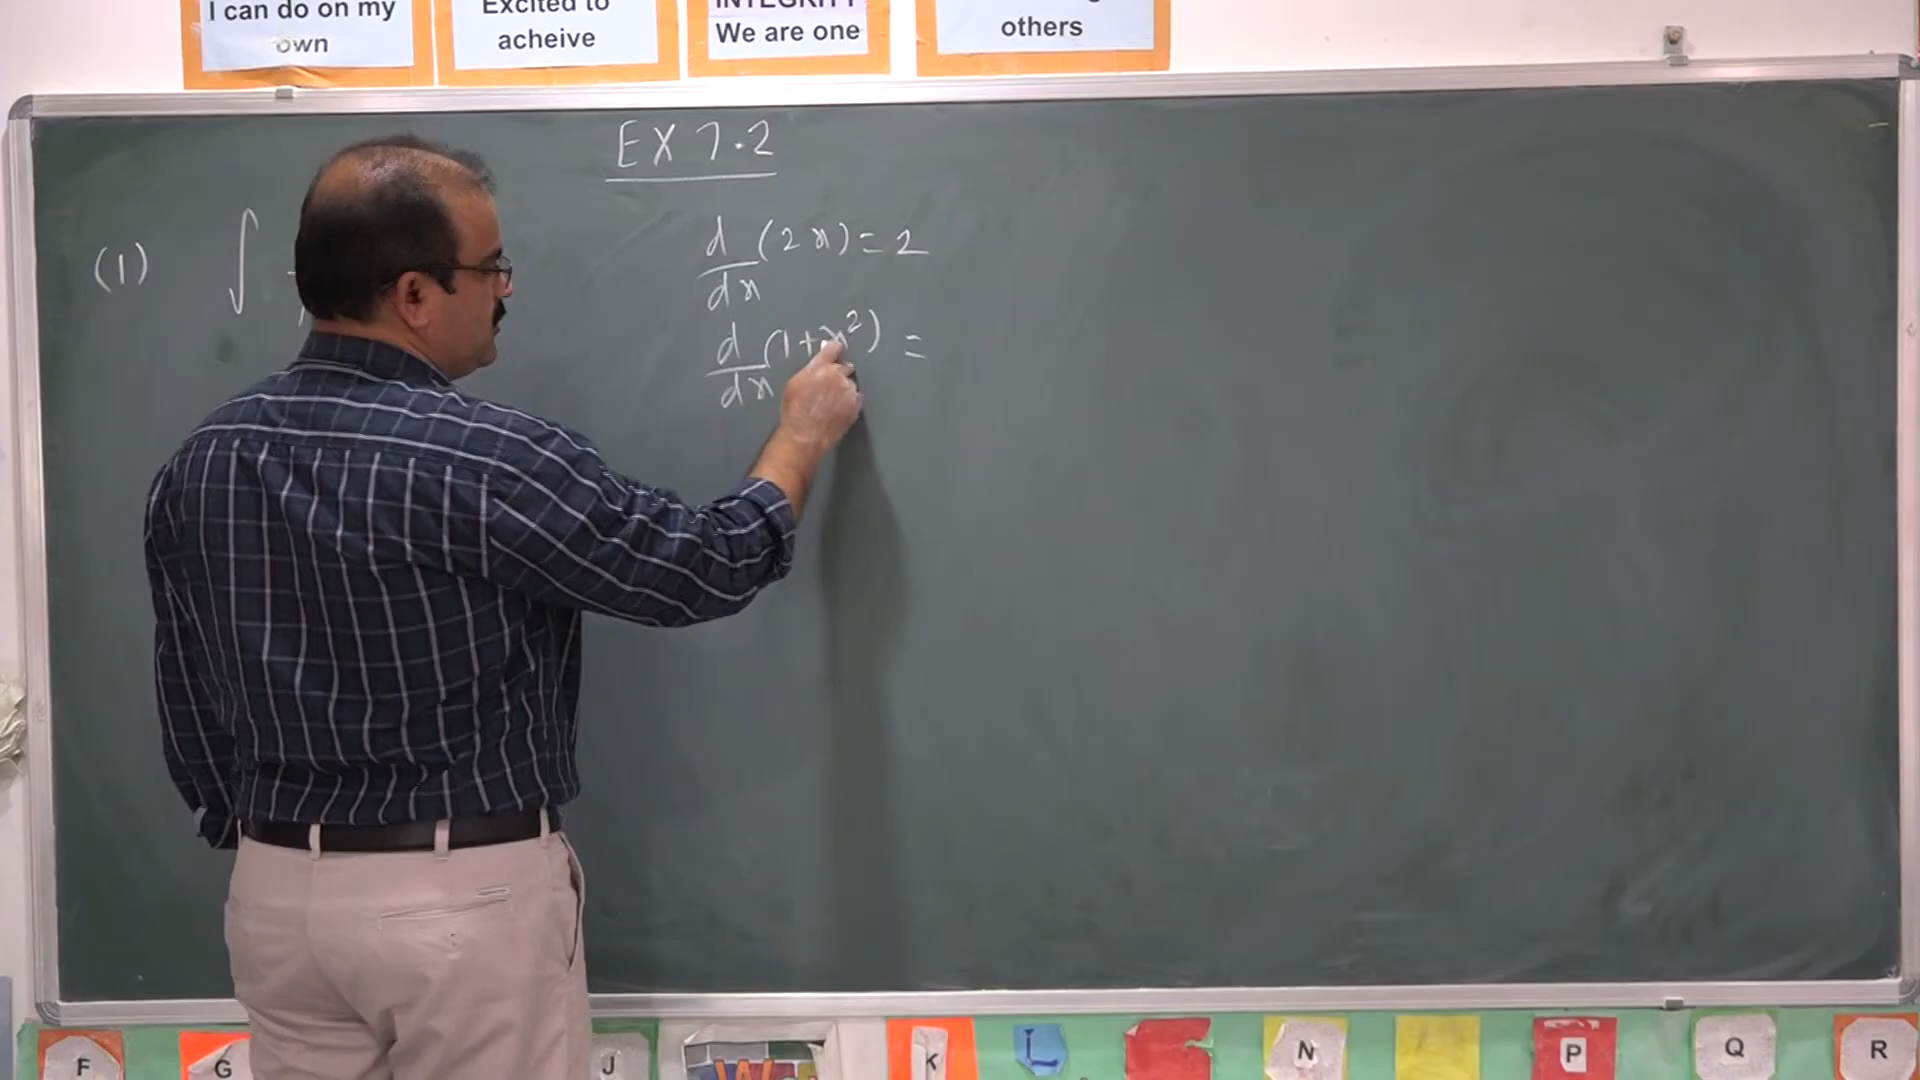 I can do on my
own
Excited to
acheive
INTEGRITY
We are one
others
EX 7.2
(1) ∫
d/dx (2x) = 2
d/dx (1+x²) =
F
G
J
K
L
N
P
Q
R